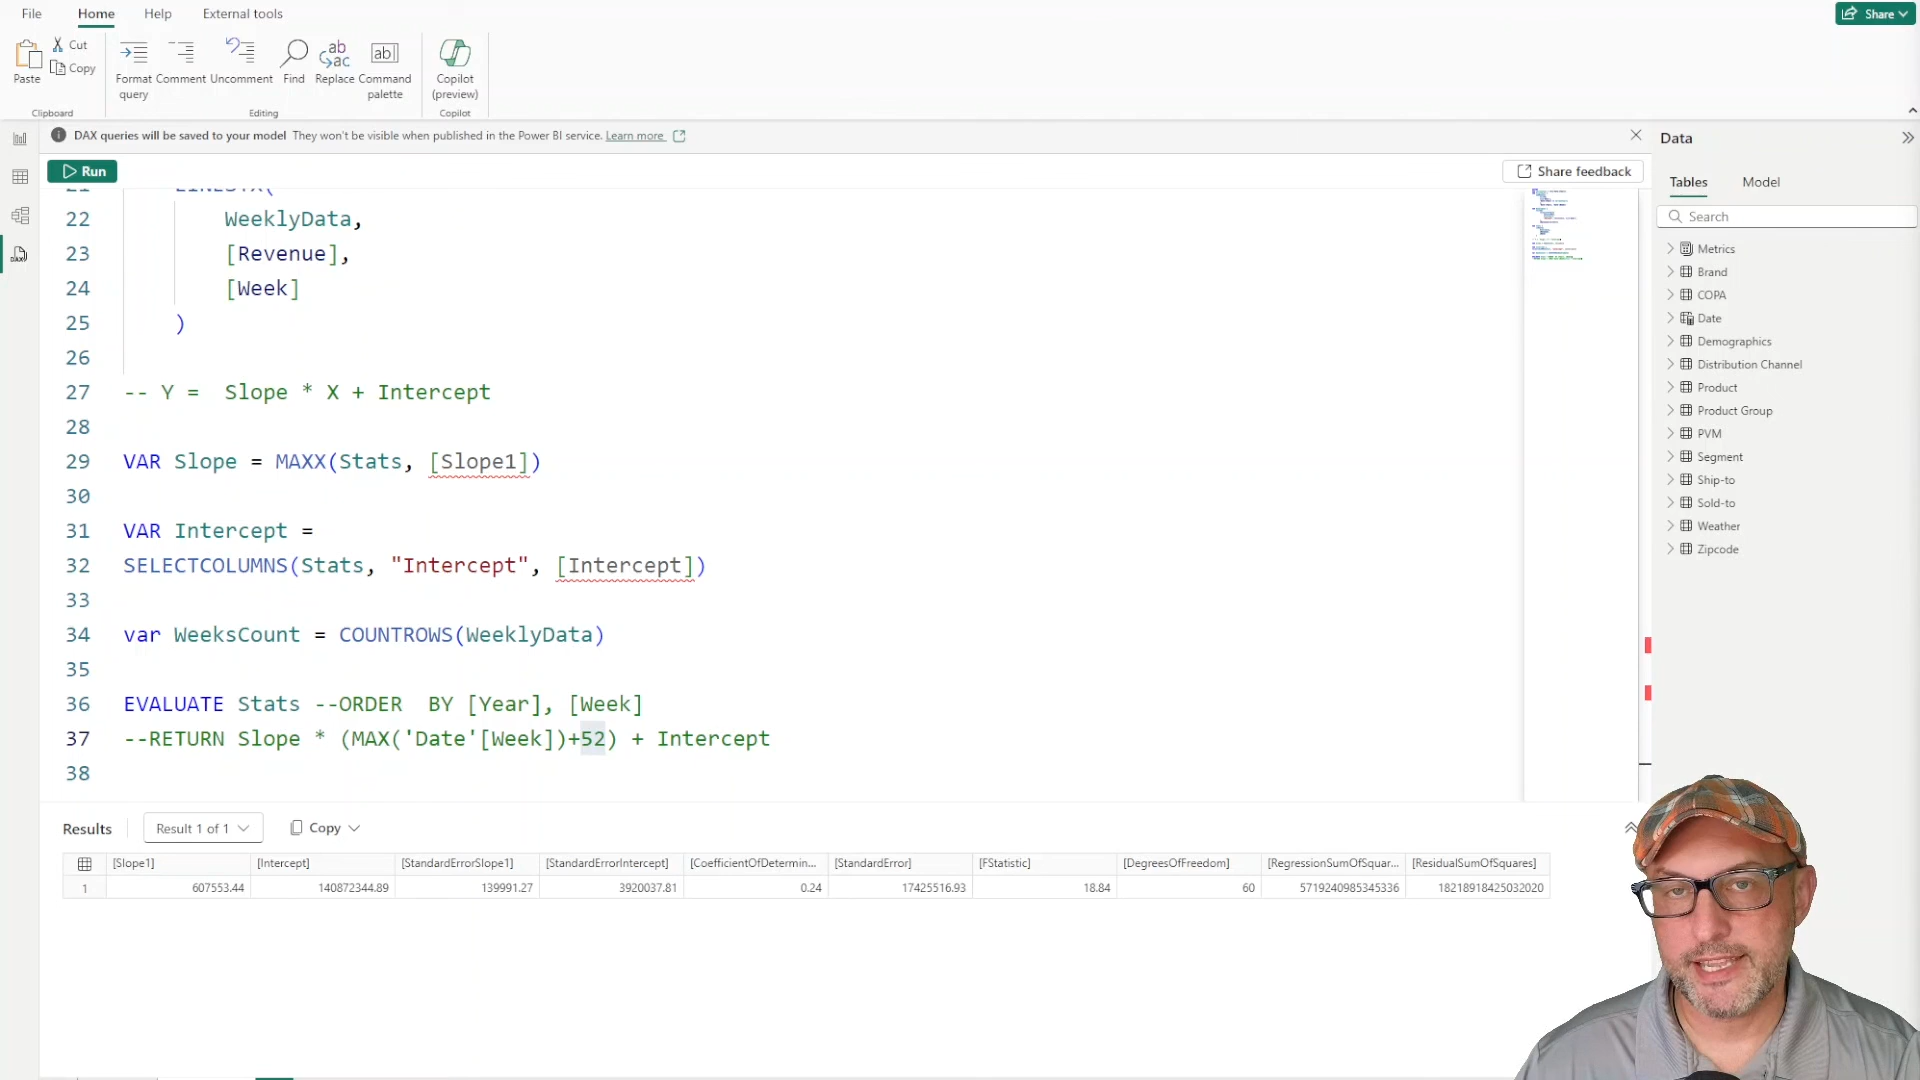 File Home Help External tools
Share
Paste
Cut
Copy
Format query
Comment
Uncomment
Find
Replace
Command palette
Copilot (preview)
Clipboard
Editing
Copilot
DAX queries will be saved to your model They won't be visible when published in the Power BI service. Learn more
Run
Share feedback
22 WeeklyData,
23 [Revenue],
24 [Week]
25 )
26
27 -- Y = Slope * X + Intercept
28
29 VAR Slope = MAXX(Stats, [Slope1])
30
31 VAR Intercept =
32 SELECTCOLUMNS(Stats, "Intercept", [Intercept])
33
34 var WeeksCount = COUNTROWS(WeeklyData)
35
36 EVALUATE Stats --ORDER BY [Year], [Week]
37 --RETURN Slope * (MAX('Date'[Week])+52) + Intercept
38
Data
Tables Model
Search
Metrics
Brand
COPA
Date
Demographics
Distribution Channel
Product
Product Group
PVM
Segment
Ship-to
Sold-to
Weather
Zipcode
Results Result 1 of 1 Copy
[Slope1] [Intercept] [StandardErrorSlope1] [StandardErrorIntercept] [CoefficientOfDetermin... [StandardError] [FStatistic] [DegreesOfFreedom] [RegressionSumOfSquar... [ResidualSumOfSquares]
1 607553.44 140872344.89 139991.27 3920037.81 0.24 17425516.93 18.84 60 5719240985345336 18218918425032020